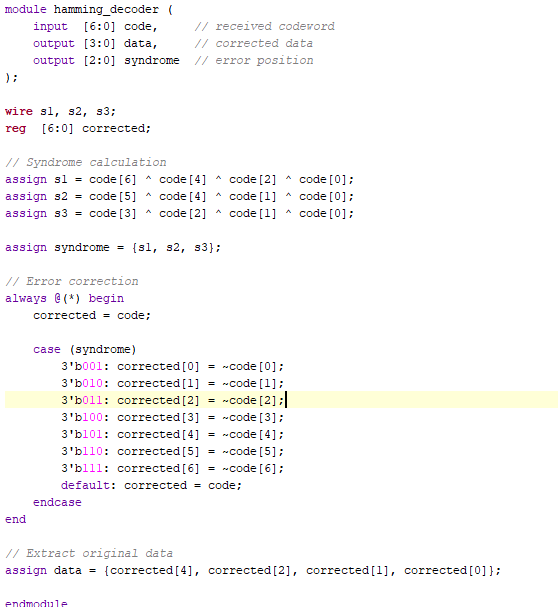 module hamming_decoder (
    input  [6:0] code,     // received codeword
    output [3:0] data,     // corrected data
    output [2:0] syndrome  // error position
);
wire s1, s2, s3;
reg  [6:0] corrected;
// Syndrome calculation
assign s1 = code[6] ^ code[4] ^ code[2] ^ code[0];
assign s2 = code[5] ^ code[4] ^ code[1] ^ code[0];
assign s3 = code[3] ^ code[2] ^ code[1] ^ code[0];
assign syndrome = {s1, s2, s3};
// Error correction
always @(*) begin
    corrected = code;
    case (syndrome)
        3'b001: corrected[0] = ~code[0];
        3'b010: corrected[1] = ~code[1];
        3'b011: corrected[2] = ~code[2];
        3'b100: corrected[3] = ~code[3];
        3'b101: corrected[4] = ~code[4];
        3'b110: corrected[5] = ~code[5];
        3'b111: corrected[6] = ~code[6];
        default: corrected = code;
    endcase
end
// Extract original data
assign data = {corrected[4], corrected[2], corrected[1], corrected[0]};
endmodule